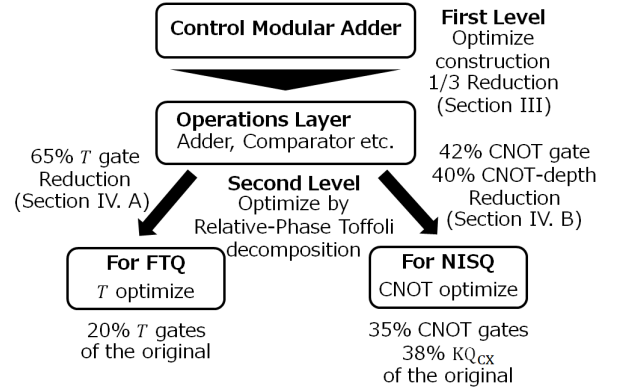 Control Modular Adder
First Level
Optimize
construction
1/3 Reduction
(Section III)
Operations Layer
Adder, Comparator etc.
65% T gate
Reduction
(Section IV. A)
Second Level
Optimize by
Relative-Phase Toffoli
decomposition
42% CNOT gate
40% CNOT-depth
Reduction
(Section IV. B)
For FTQ
T optimize
For NISQ
CNOT optimize
20% T gates
of the original
35% CNOT gates
38% KQCX
of the original